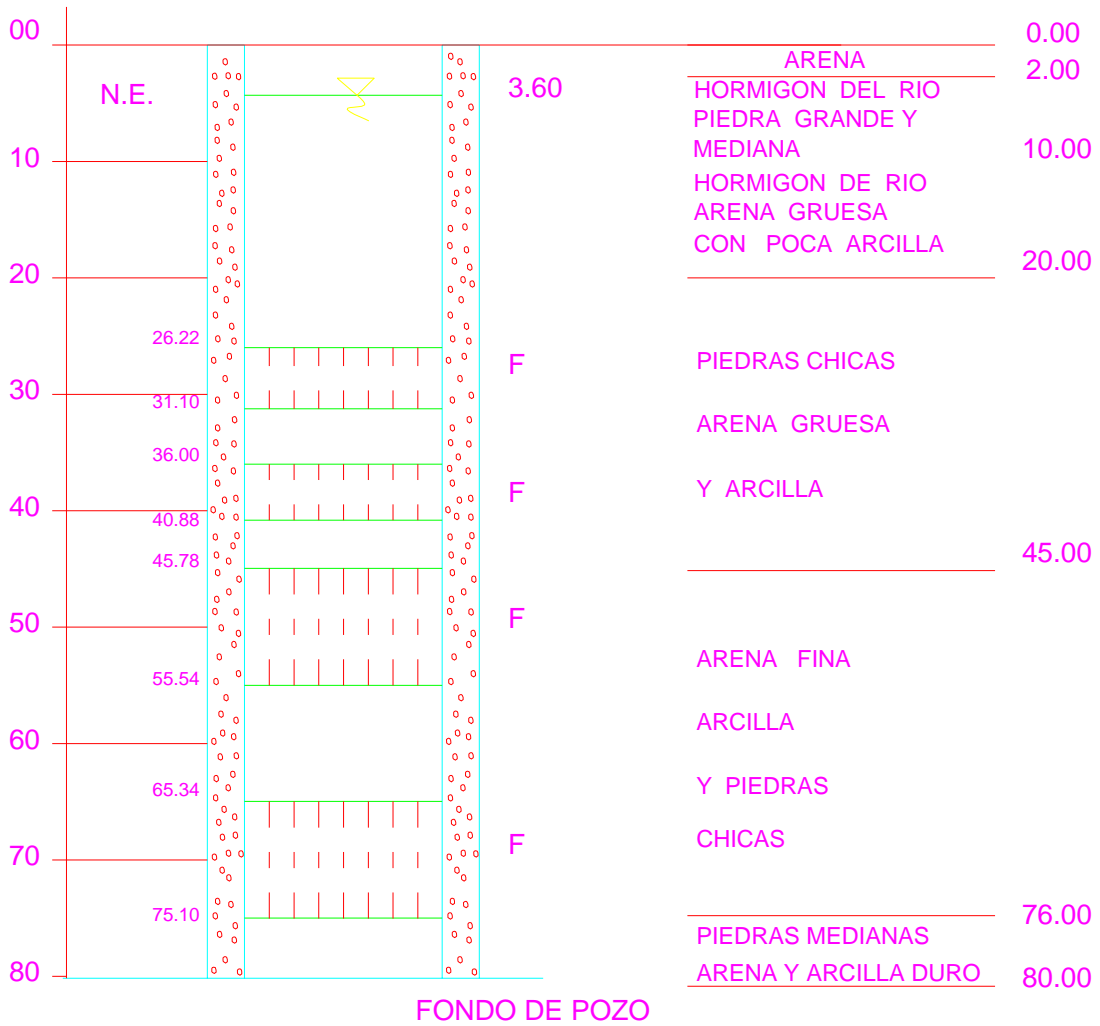 00
0.00
ARENA
2.00
N.E.
3.60
HORMIGON DEL RIO
PIEDRA GRANDE Y
MEDIANA
10.00
10
HORMIGON DE RIO
ARENA GRUESA
CON POCA ARCILLA
20.00
20
26.22
F
PIEDRAS CHICAS
30
31.10
ARENA GRUESA
36.00
F
Y ARCILLA
40
40.88
45.78
45.00
50
F
ARENA FINA
55.54
ARCILLA
60
65.34
Y PIEDRAS
F
CHICAS
70
75.10
76.00
PIEDRAS MEDIANAS
80
ARENA Y ARCILLA DURO
80.00
FONDO DE POZO